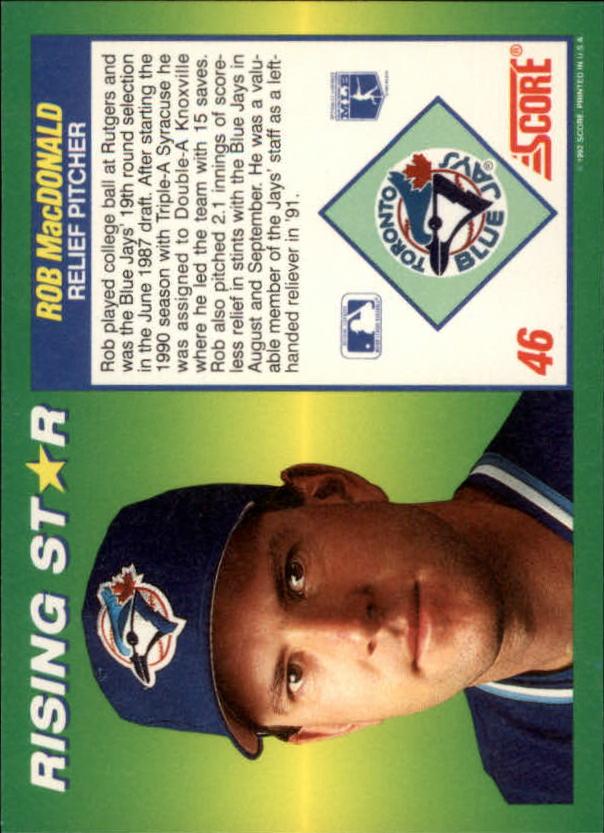 RISING ST★R
ROB MacDONALD
RELIEF PITCHER
Rob played college ball at Rutgers and
was the Blue Jays' 19th round selection
in the June 1987 draft. After starting the
1990 season with Triple-A Syracuse he
was assigned to Double-A Knoxville
where he led the team with 15 saves.
Rob also pitched 2.1 innings of score-
less relief in stints with the Blue Jays in
August and September. He was a valu-
able member of the Jays' staff as a left-
handed reliever in '91.
TORONTO
BLUE JAYS®
MLB
46
SCORE®
© 1992 SCORE, PRINTED IN U.S.A.